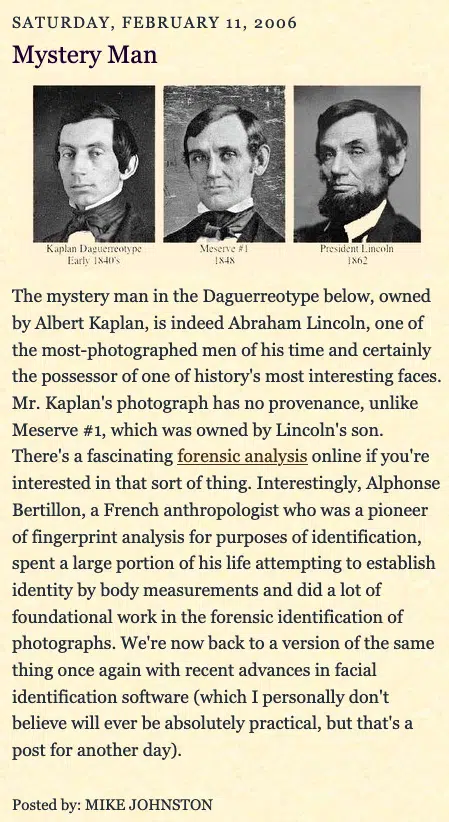 SATURDAY, FEBRUARY 11, 2006
Mystery Man
Kaplan Daguerreotype
Early 1840's
Meserve #1
1848
President Lincoln
1862
The mystery man in the Daguerreotype below, owned
by Albert Kaplan, is indeed Abraham Lincoln, one of
the most-photographed men of his time and certainly
the possessor of one of history's most interesting faces.
Mr. Kaplan's photograph has no provenance, unlike
Meserve #1, which was owned by Lincoln's son.
There's a fascinating forensic analysis online if you're
interested in that sort of thing. Interestingly, Alphonse
Bertillon, a French anthropologist who was a pioneer
of fingerprint analysis for purposes of identification,
spent a large portion of his life attempting to establish
identity by body measurements and did a lot of
foundational work in the forensic identification of
photographs. We're now back to a version of the same
thing once again with recent advances in facial
identification software (which I personally don't
believe will ever be absolutely practical, but that's a
post for another day).
Posted by: MIKE JOHNSTON